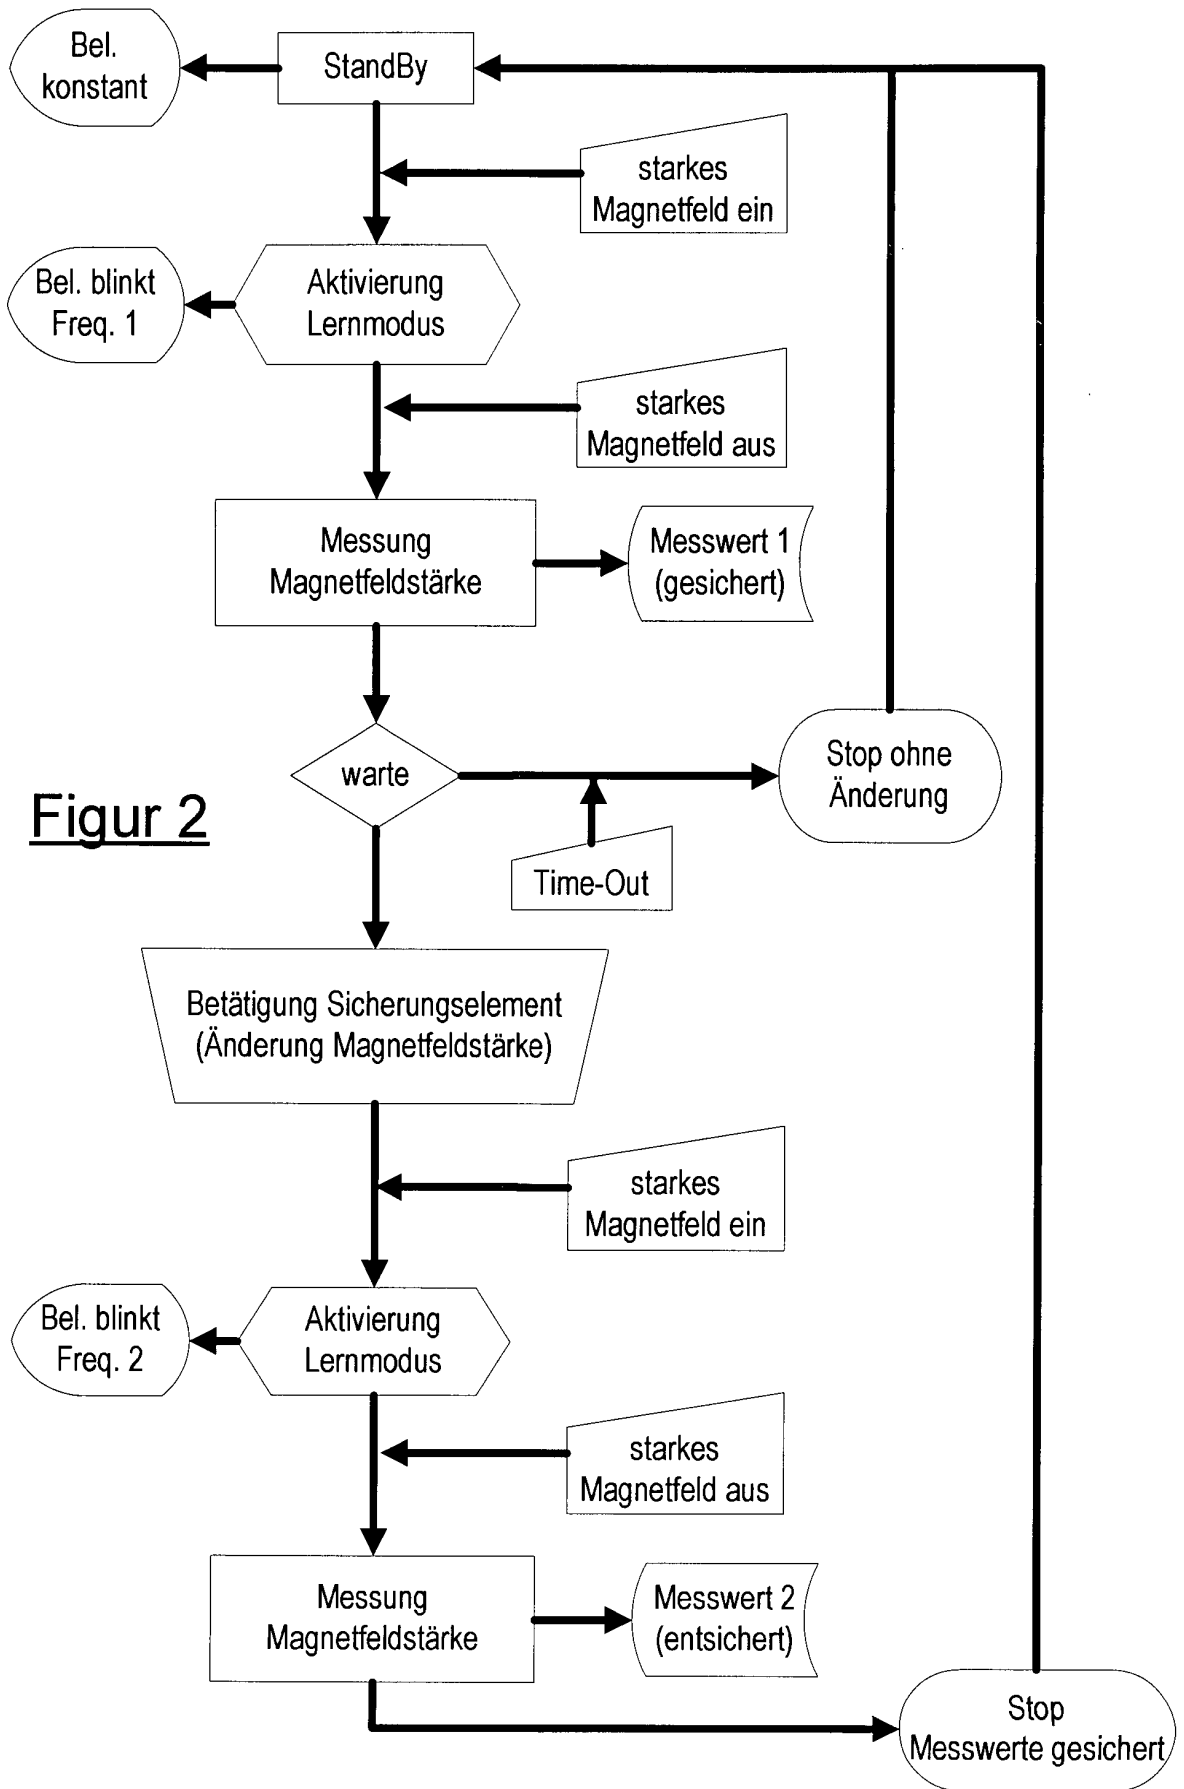 Bel.
konstant
StandBy
starkes
Magnetfeld ein
Bel. blinkt
Freq. 1
Aktivierung
Lernmodus
starkes
Magnetfeld aus
Messung
Magnetfeldstärke
Messwert 1
(gesichert)
warte
Stop ohne
Änderung
Figur 2
Time-Out
Betätigung Sicherungselement
(Änderung Magnetfeldstärke)
starkes
Magnetfeld ein
Bel. blinkt
Freq. 2
Aktivierung
Lernmodus
starkes
Magnetfeld aus
Messung
Magnetfeldstärke
Messwert 2
(entsichert)
Stop
Messwerte gesichert